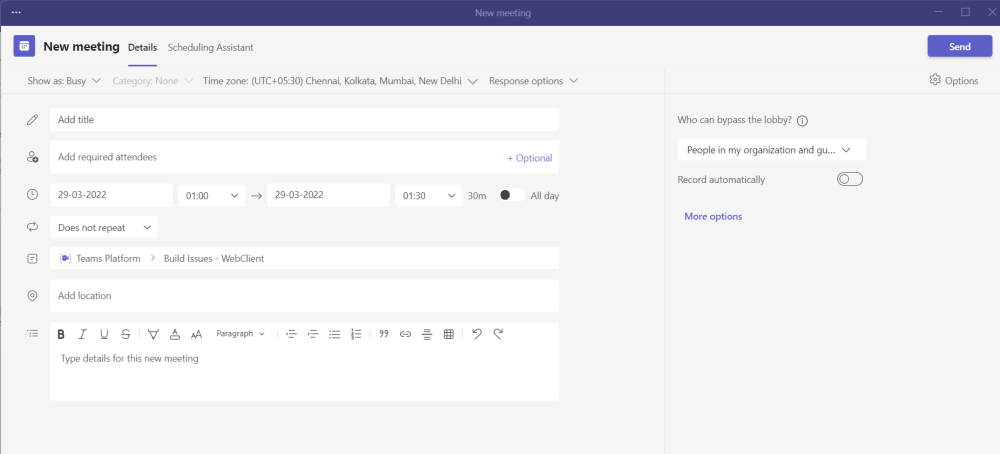 New meeting
New meeting Details Scheduling Assistant Send
Show as: Busy Category: None Time zone: (UTC+05:30) Chennai, Kolkata, Mumbai, New Delhi Response options Options
Add title
Add required attendees + Optional
29-03-2022 01:00 → 29-03-2022 01:30 30m All day
Does not repeat
Teams Platform > Build Issues - WebClient
Add location
B I U S A AA Paragraph
Type details for this new meeting
Who can bypass the lobby?
People in my organization and gu...
Record automatically
More options